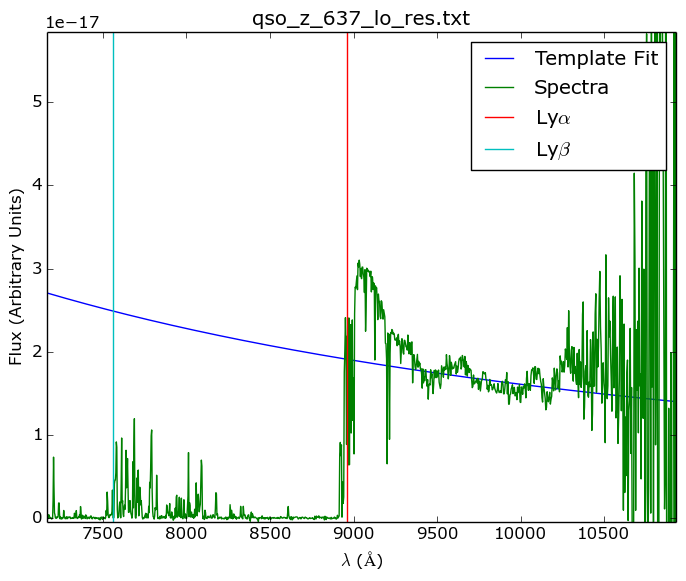 qso_z_637_lo_res.txt
1e−17
Template Fit
Spectra
Lyα
Lyβ
5
4
3
2
1
0
Flux (Arbitrary Units)
7500 8000 8500 9000 9500 10000 10500
λ (Å)